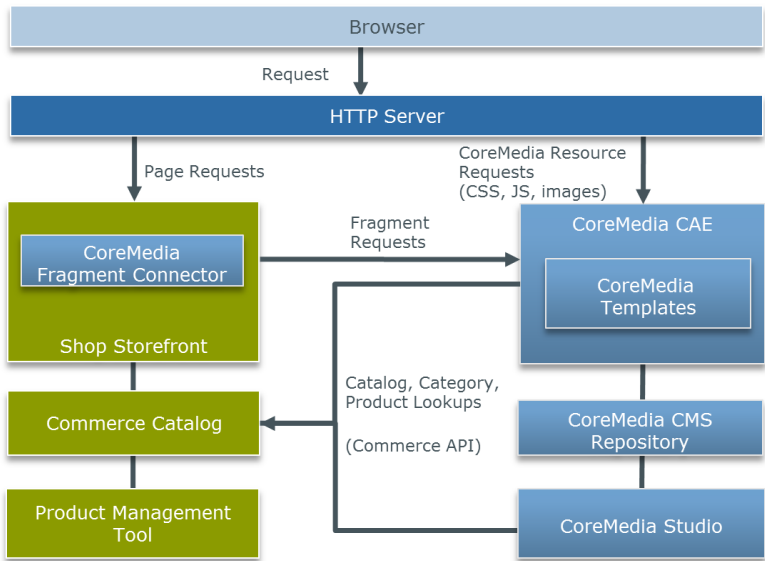 Browser
Request
HTTP Server
Page Requests
CoreMedia Resource
Requests
(CSS, JS, images)
CoreMedia
Fragment Connector
Shop Storefront
Fragment
Requests
CoreMedia CAE
CoreMedia
Templates
Catalog, Category,
Product Lookups
(Commerce API)
Commerce Catalog
CoreMedia CMS
Repository
Product Management
Tool
CoreMedia Studio